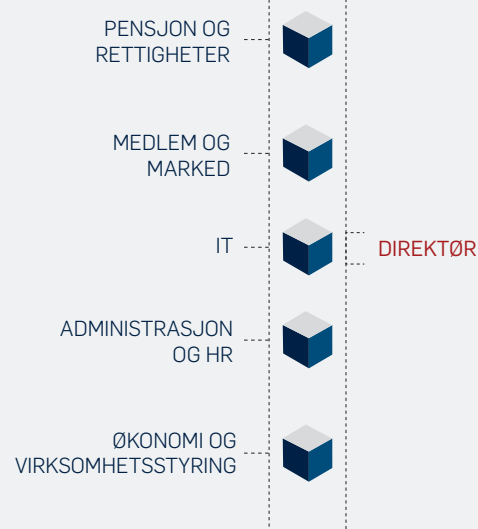 PENSJON OG
RETTIGHETER
MEDLEM OG
MARKED
IT
DIREKTØR
ADMINISTRASJON
OG HR
ØKONOMI OG
VIRKSOMHETSSTYRING